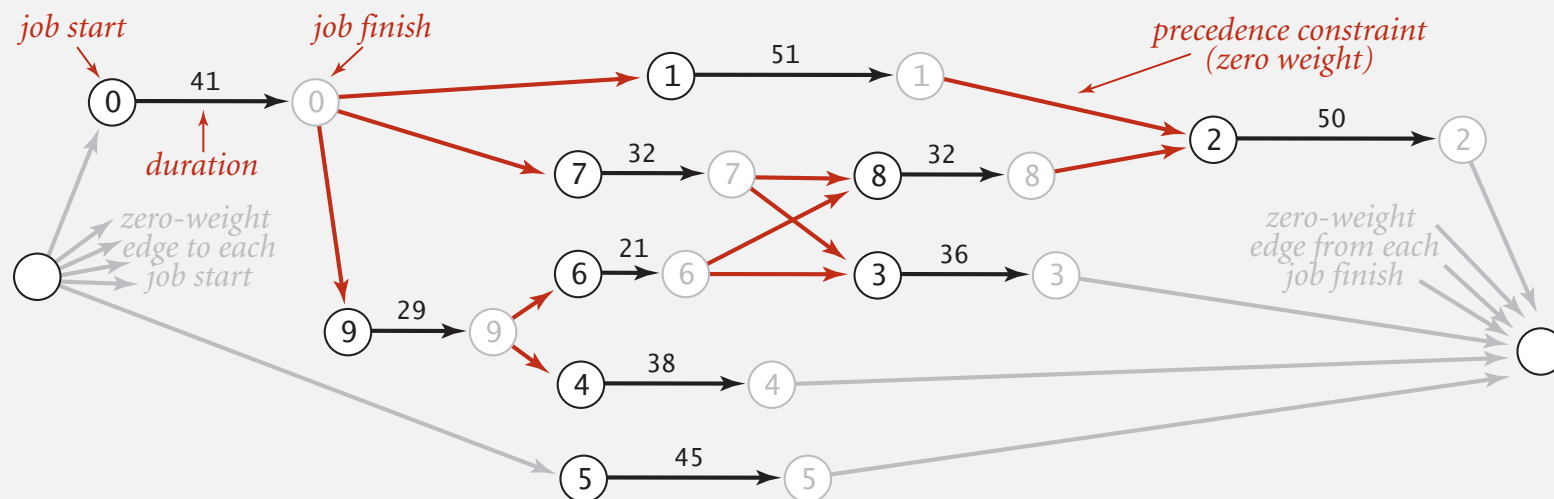 job start
job finish
precedence constraint
(zero weight)
41
51
0
0
1
1
50
duration
32
32
2
2
7
7
8
8
zero-weight
edge to each
job start
zero-weight
edge from each
job finish
21
36
6
6
3
3
29
9
9
38
4
4
45
5
5